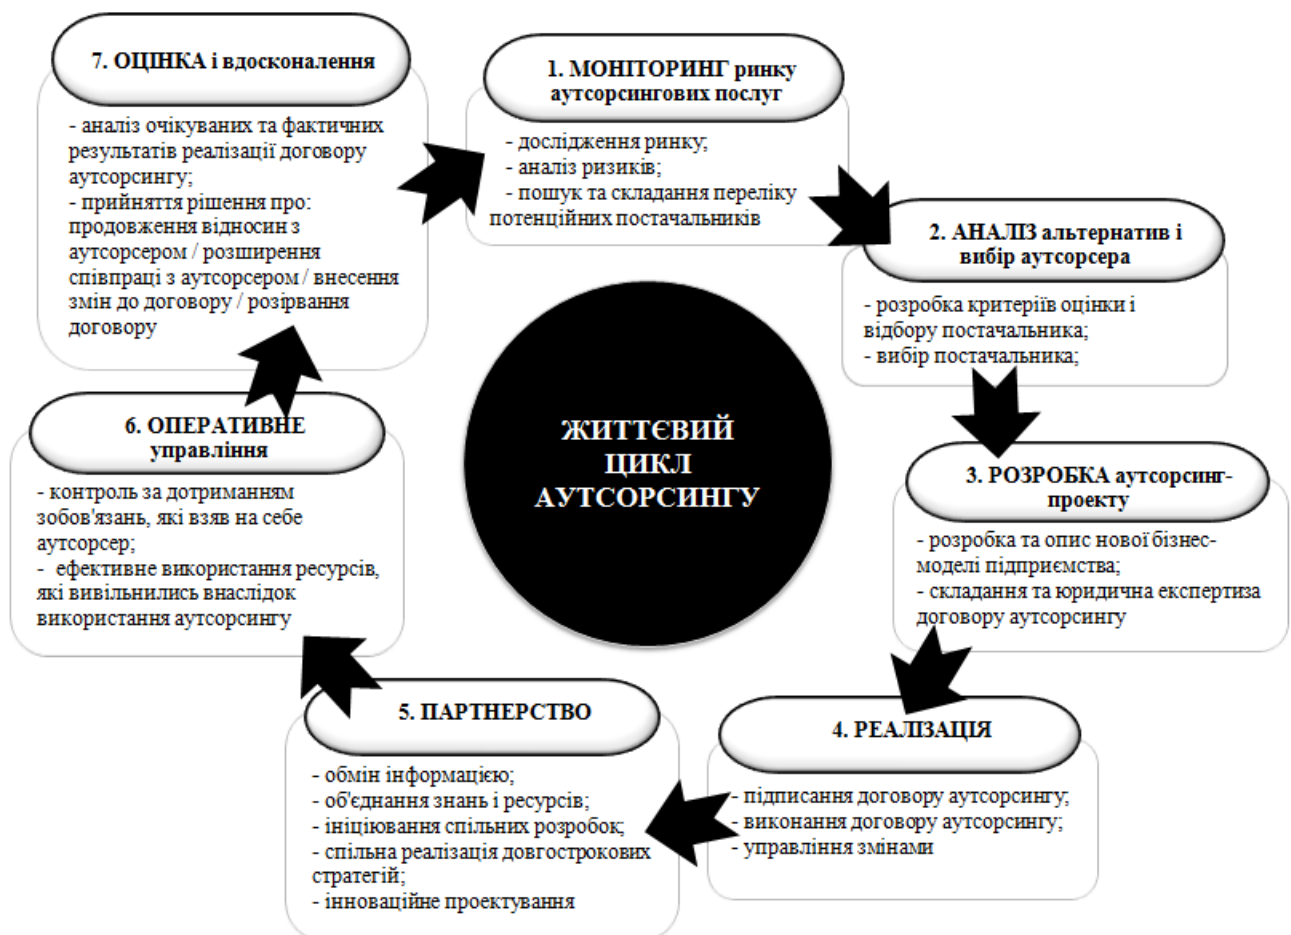 7. ОЦІНКА і вдосконалення
- аналіз очікуваних та фактичних
результатів реалізації договору
аутсорсингу;
- прийняття рішення про:
продовження відносин з
аутсорсером / розширення
співпраці з аутсорсером / внесення
змін до договору / розірвання
договору
1. МОНІТОРИНГ ринку
аутсорсингових послуг
- дослідження ринку;
- аналіз ризиків;
- пошук та складання переліку
потенційних постачальників
2. АНАЛІЗ альтернатив і
вибір аутсорсера
- розробка критеріїв оцінки і
відбору постачальника;
- вибір постачальника;
ЖИТТЄВИЙ
ЦИКЛ
АУТСОРСИНГУ
3. РОЗРОБКА аутсорсинг-
проекту
- розробка та опис нової бізнес-
моделі підприємства;
- складання та юридична експертиза
договору аутсорсингу
4. РЕАЛІЗАЦІЯ
- підписання договору аутсорсингу;
- виконання договору аутсорсингу;
- управління змінами
5. ПАРТНЕРСТВО
- обмін інформацією;
- об'єднання знань і ресурсів;
- ініціювання спільних розробок;
- спільна реалізація довгострокових
стратегій;
- інноваційне проектування
6. ОПЕРАТИВНЕ
управління
- контроль за дотриманням
зобов'язань, які взяв на себе
аутсорсер;
- ефективне використання ресурсів,
які вивільнились внаслідок
використання аутсорсингу